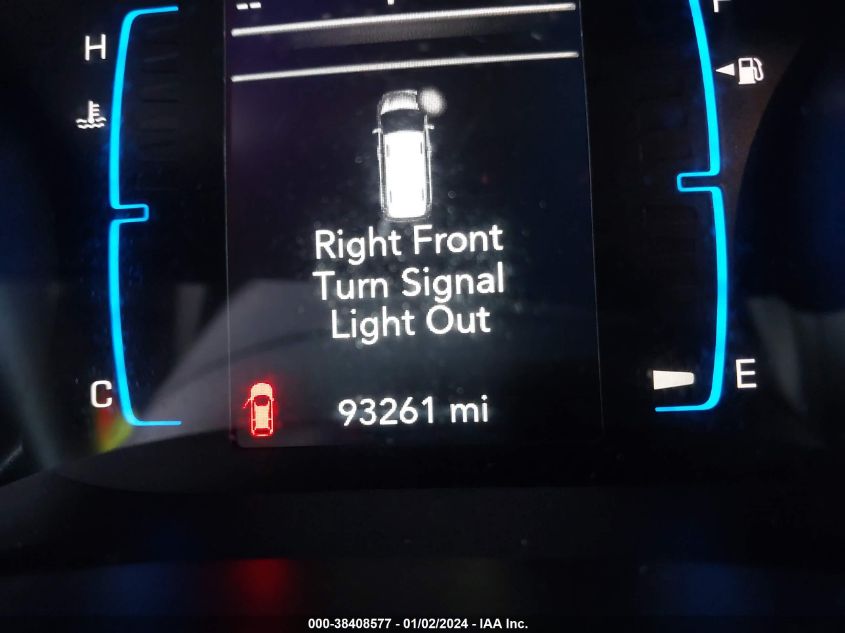 H
Right Front
Turn Signal
Light Out
C
E
93261 mi
000-38408577 - 01/02/2024 - IAA Inc.